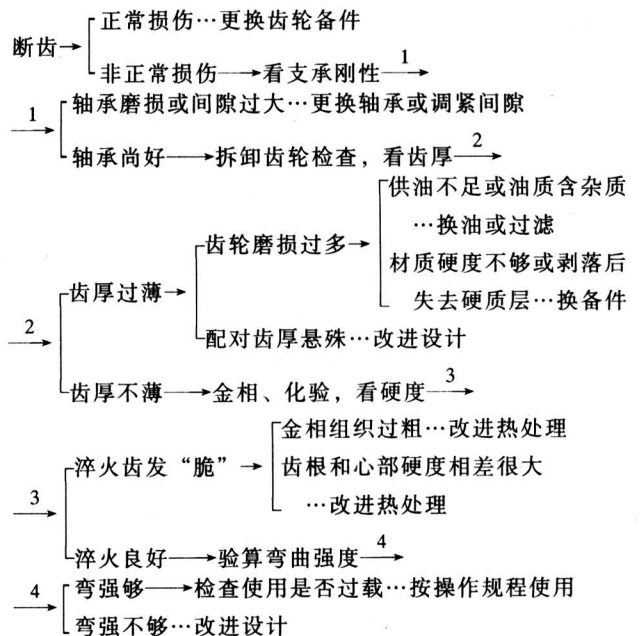 断齿→
正常损伤…更换齿轮备件
非正常损伤→看支承刚性 1→
1→
轴承磨损或间隙过大…更换轴承或调紧间隙
轴承尚好→拆卸齿轮检查，看齿厚 2→
2→
齿厚过薄→
齿轮磨损过多→
供油不足或油质含杂质
…换油或过滤
材质硬度不够或剥落后
失去硬质层…换备件
配对齿厚悬殊…改进设计
齿厚不薄→金相、化验，看硬度 3→
3→
淬火齿发“脆”→
金相组织过粗…改进热处理
齿根和心部硬度相差很大
…改进热处理
淬火良好→验算弯曲强度 4→
4→
弯强够→检查使用是否过载…按操作规程使用
弯强不够…改进设计